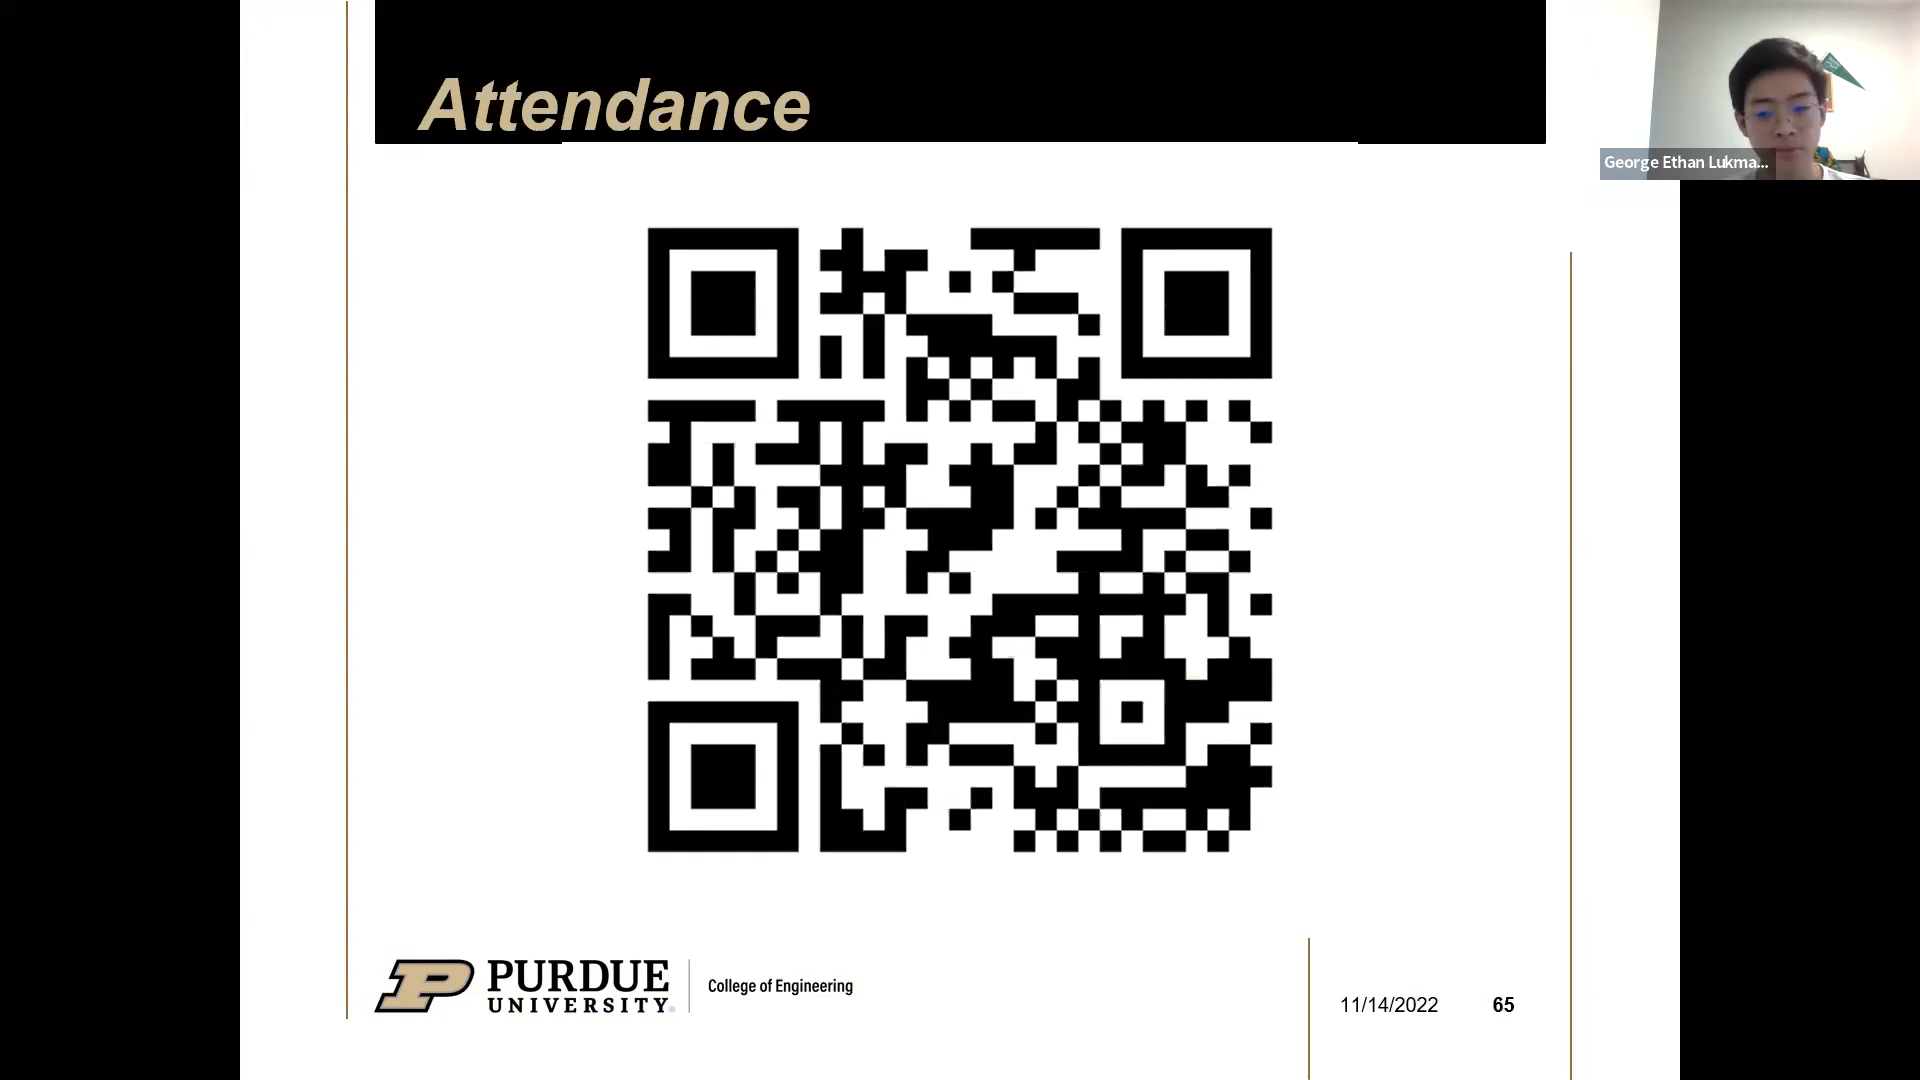 Attendance
George Ethan Lukma...
PURDUE
UNIVERSITY®
College of Engineering
11/14/2022
65